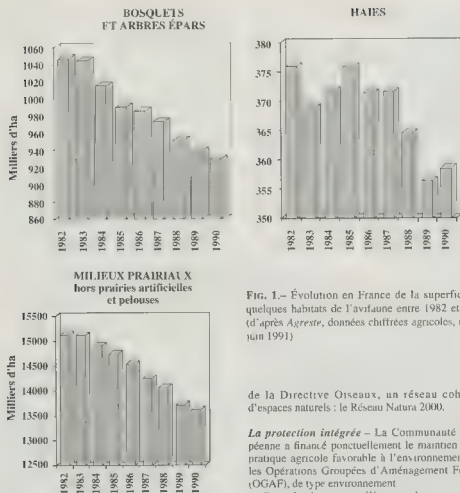 BOSQUETS
ET ARBRES ÉPARS
Milliers d'ha
1060
1040
1020
1000
980
960
940
920
900
880
860
1982
1983
1984
1985
1986
1987
1988
1989
1990
HAIES
380
375
370
365
360
355
350
1982
1983
1984
1985
1986
1987
1988
1989
1990
MILIEUX PRAIRIAUX
hors prairies artificielles
et pelouses
Milliers d'ha
15500
15000
14500
14000
13500
13000
12500
1982
1983
1984
1985
1986
1987
1988
1989
1990
FIG. 1.– Évolution en France de la superfic
quelques habitats de l'avifaune entre 1982 et
(d'après Agreste, données chiffrées agricoles,
juin 1991)
de la Directive Oiseaux, un réseau coh
d'espaces naturels : le Réseau Natura 2000.
La protection intégrée – La Communauté
péenne a financé ponctuellement le maintien
pratique agricole favorable à l'environnemen
les Opérations Groupées d'Aménagement Fo
(OGAF), de type environnement